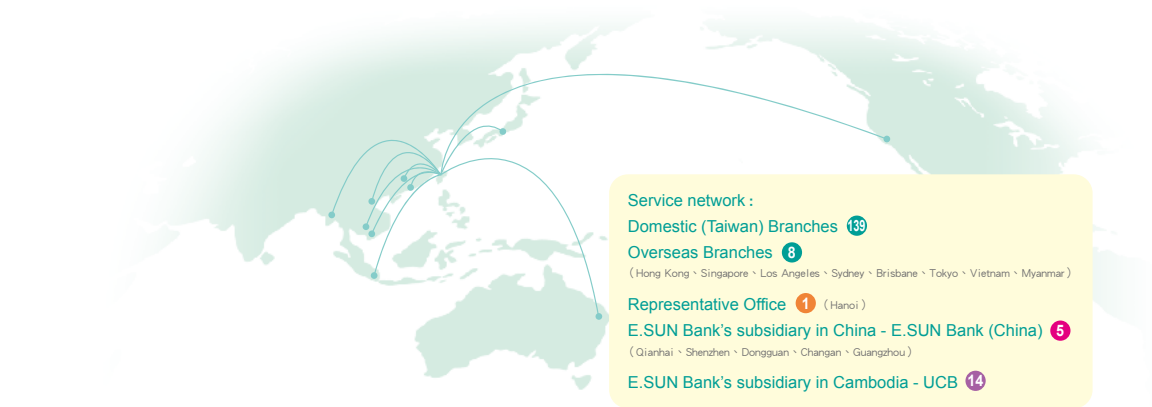 Service network :
Domestic (Taiwan) Branches 139
Overseas Branches 8
（Hong Kong、Singapore、Los Angeles、Sydney、Brisbane、Tokyo、Vietnam、Myanmar）
Representative Office 1 （Hanoi）
E.SUN Bank's subsidiary in China - E.SUN Bank (China) 5
（Qianhai、Shenzhen、Dongguan、Changan、Guangzhou）
E.SUN Bank's subsidiary in Cambodia - UCB 14